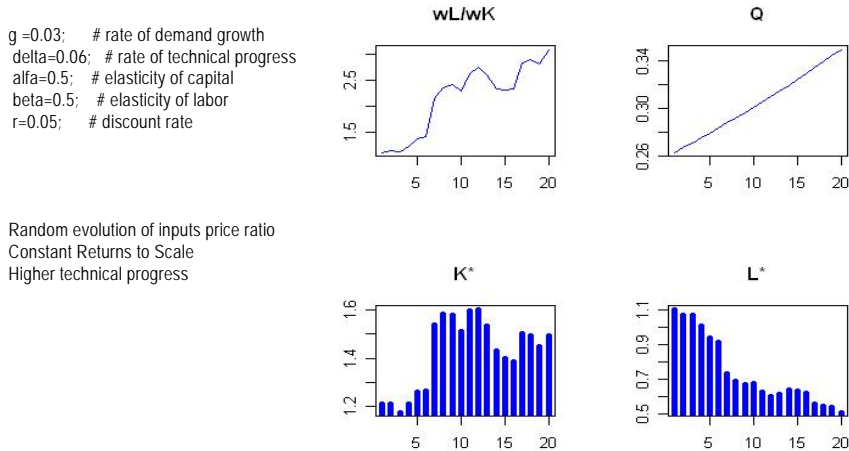 g =0.03;    # rate of demand growth
delta=0.06;  # rate of technical progress
alfa=0.5;  # elasticity of capital
beta=0.5;  # elasticity of labor
r=0.05;    # discount rate
Random evolution of inputs price ratio
Constant Returns to Scale
Higher technical progress
wL/wK
2.5
1.5
5 10 15 20
Q
0.34
0.30
0.26
5 10 15 20
K*
1.6
1.4
1.2
5 10 15 20
L*
1.1
0.9
0.7
0.5
5 10 15 20